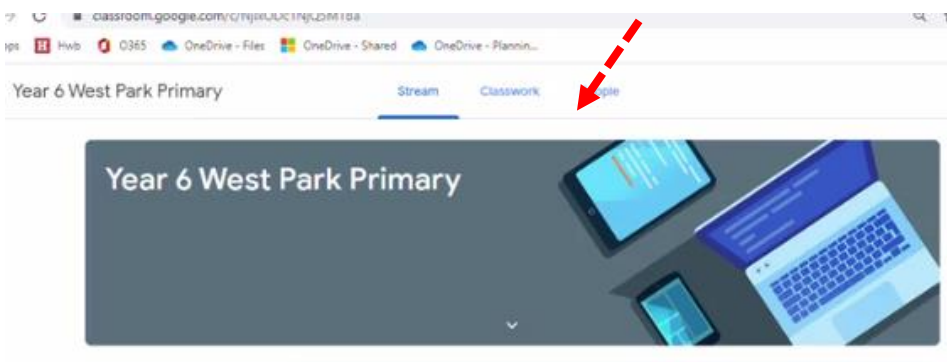 classroom.google.com/c/
Hwb O365 OneDrive - Files OneDrive - Shared OneDrive - Plannin...
Year 6 West Park Primary Stream Classwork
Year 6 West Park Primary